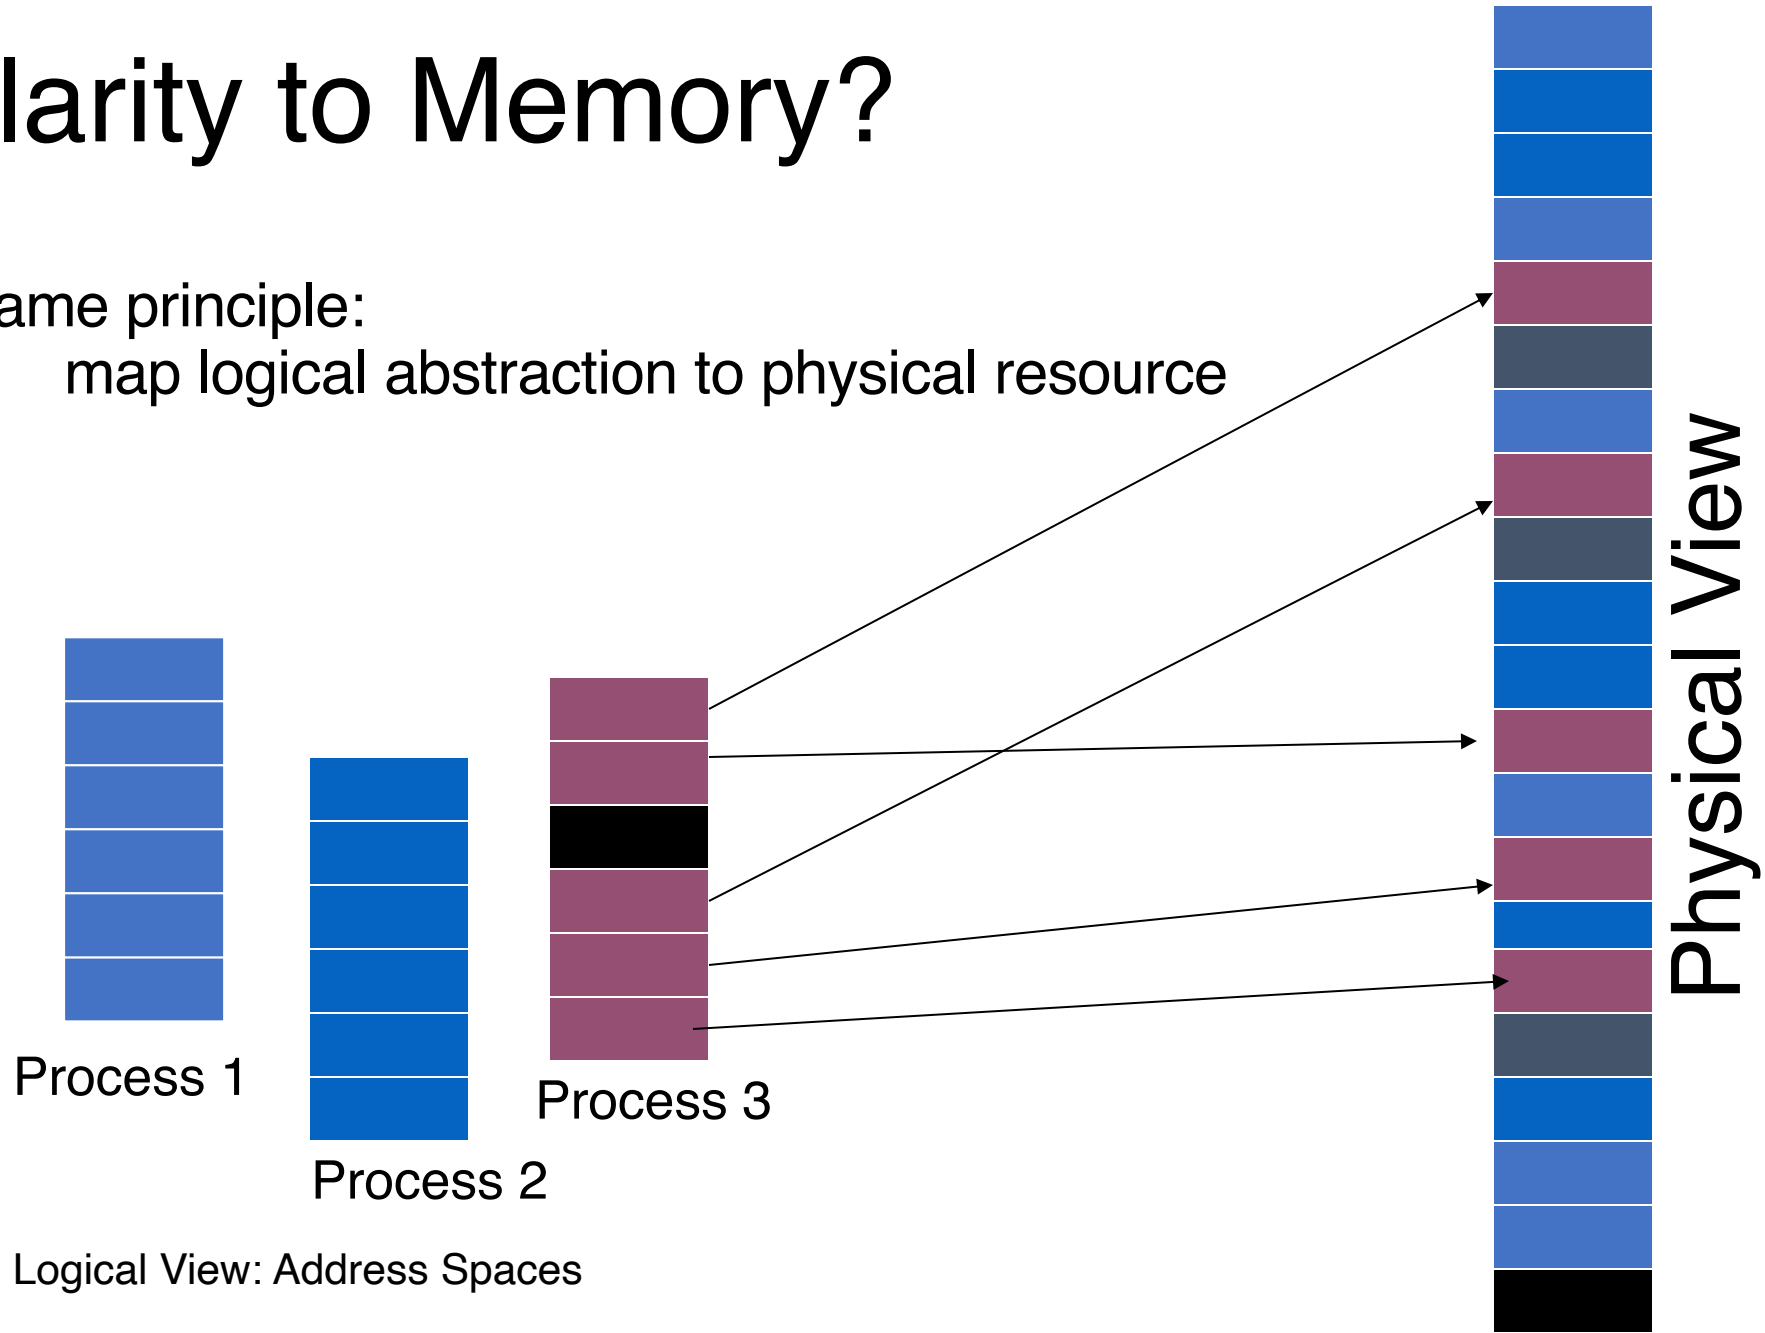 larity to Memory?
ame principle:
map logical abstraction to physical resource
Physical View
Process 1
Process 3
Process 2
Logical View: Address Spaces